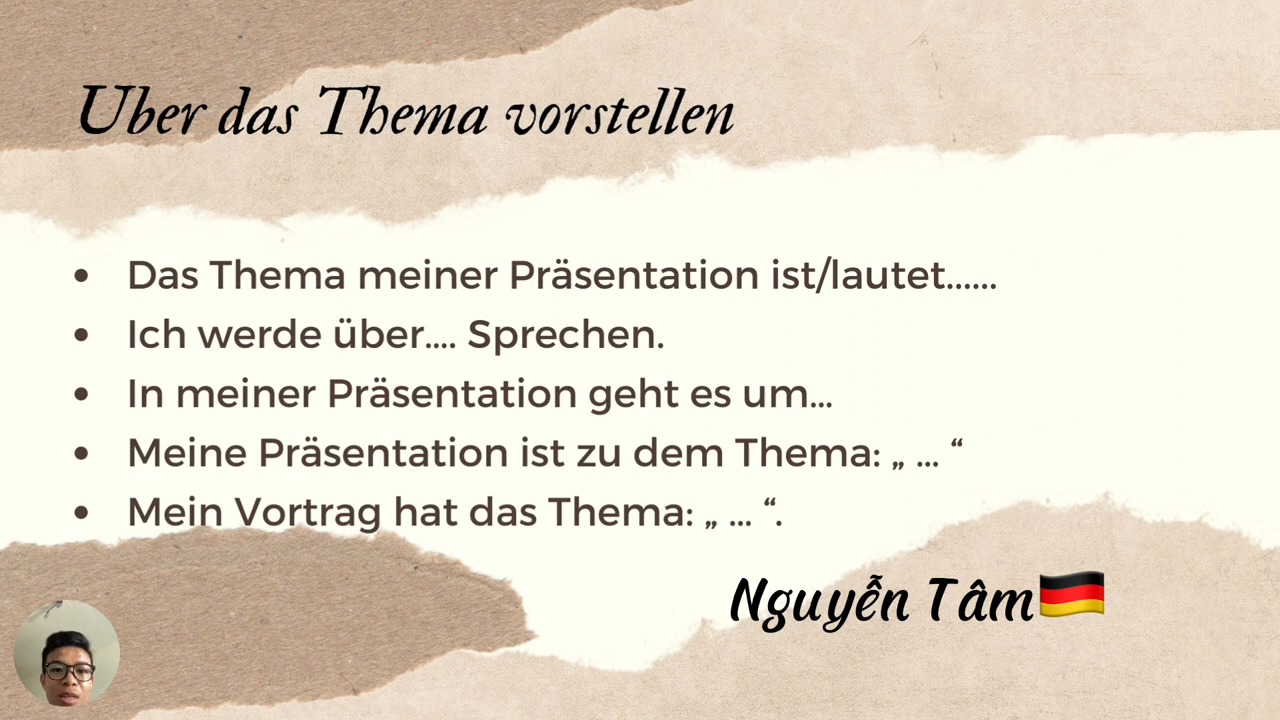 Uber das Thema vorstellen
• Das Thema meiner Präsentation ist/lautet......
• Ich werde über.... Sprechen.
• In meiner Präsentation geht es um...
• Meine Präsentation ist zu dem Thema: „ ... “
• Mein Vortrag hat das Thema: „ ... “.
Nguyễn Tâm🇩🇪